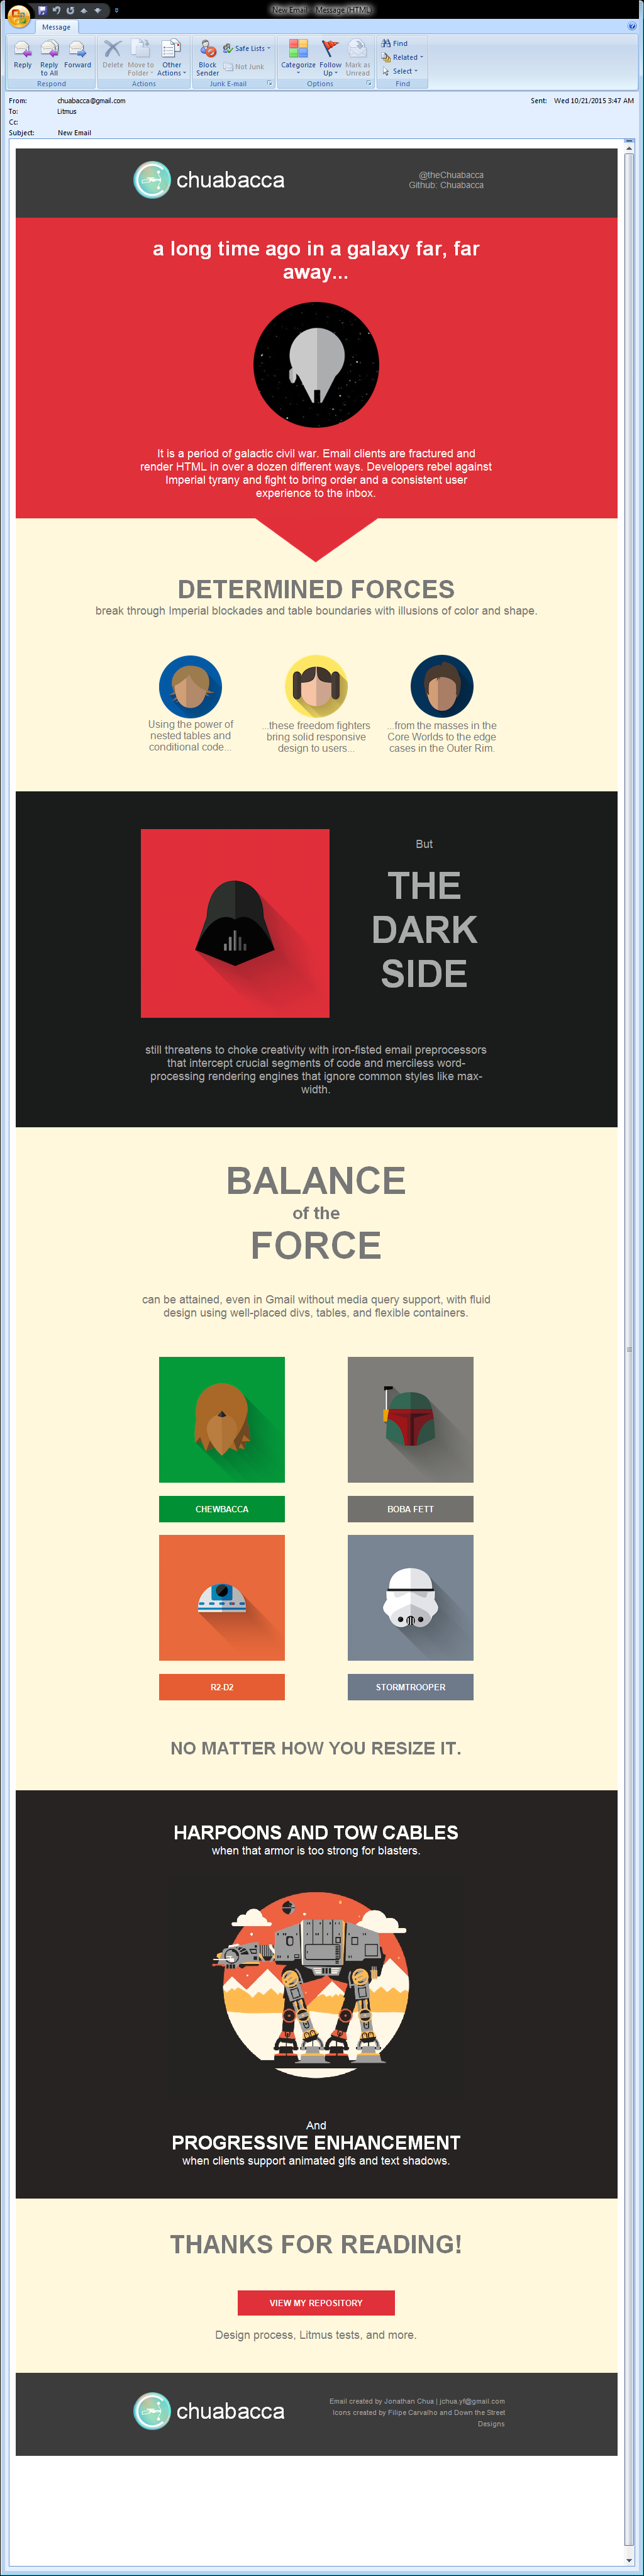 New Email - Message (HTML)
Message
Reply
Reply to All
Forward
Delete
Move to Folder
Other Actions
Block Sender
Safe Lists
Not Junk
Categorize
Follow Up
Mark as Unread
Find
Related
Select
Respond
Actions
Junk E-mail
Options
Find
From: chuabacca@gmail.com
Sent: Wed 10/21/2015 3:47 AM
To: Litmus
Cc:
Subject: New Email
chuabacca
@theChuabacca
Github: Chuabacca
a long time ago in a galaxy far, far
away...
It is a period of galactic civil war. Email clients are fractured and
render HTML in over a dozen different ways. Developers rebel against
Imperial tyrany and fight to bring order and a consistent user
experience to the inbox.
DETERMINED FORCES
break through Imperial blockades and table boundaries with illusions of color and shape.
Using the power of
nested tables and
conditional code...
...these freedom fighters
bring solid responsive
design to users...
...from the masses in the
Core Worlds to the edge
cases in the Outer Rim.
But
THE
DARK
SIDE
still threatens to choke creativity with iron-fisted email preprocessors
that intercept crucial segments of code and merciless word-
processing rendering engines that ignore common styles like max-
width.
BALANCE
of the
FORCE
can be attained, even in Gmail without media query support, with fluid
design using well-placed divs, tables, and flexible containers.
CHEWBACCA
BOBA FETT
R2-D2
STORMTROOPER
NO MATTER HOW YOU RESIZE IT.
HARPOONS AND TOW CABLES
when that armor is too strong for blasters.
And
PROGRESSIVE ENHANCEMENT
when clients support animated gifs and text shadows.
THANKS FOR READING!
VIEW MY REPOSITORY
Design process, Litmus tests, and more.
chuabacca
Email created by Jonathan Chua | jchua.yf@gmail.com
Icons created by Filipe Carvalho and Down the Street
Designs